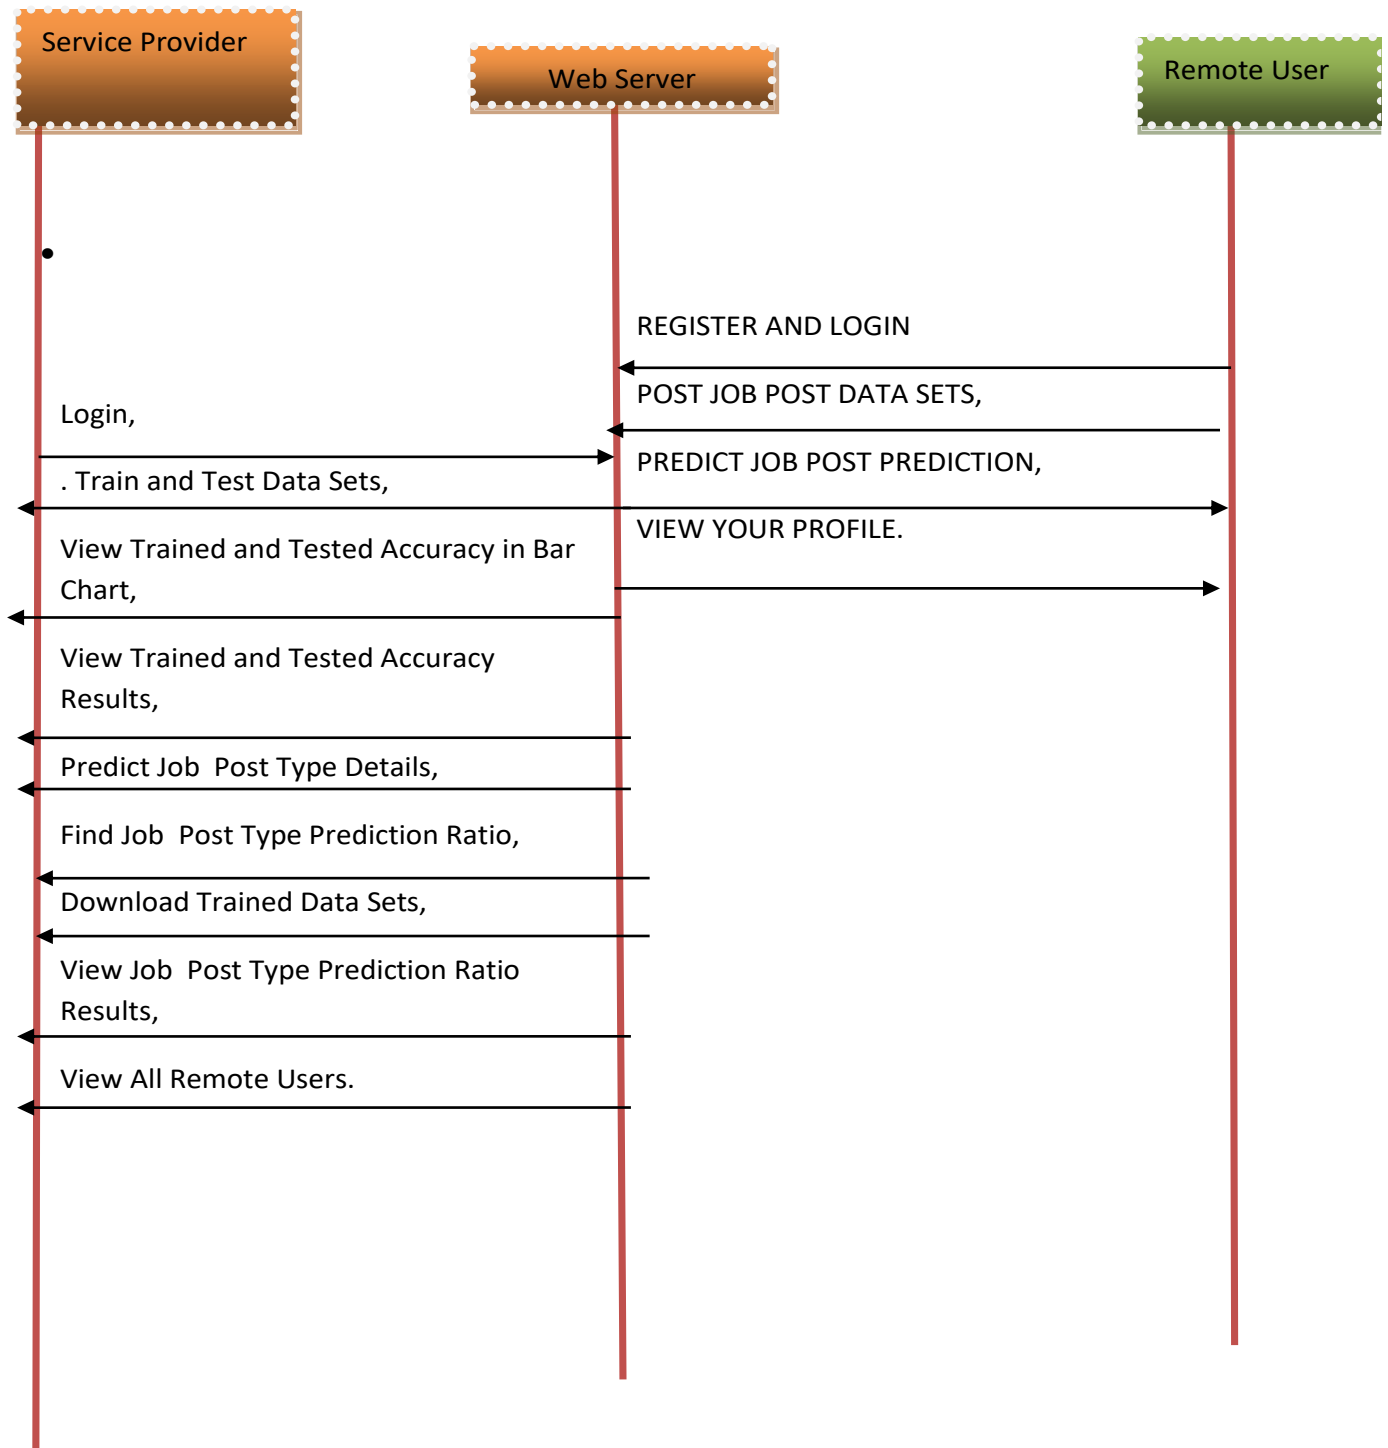 Service Provider
Web Server
Remote User
REGISTER AND LOGIN
POST JOB POST DATA SETS,
PREDICT JOB POST PREDICTION,
VIEW YOUR PROFILE.
Login,
. Train and Test Data Sets,
View Trained and Tested Accuracy in Bar
Chart,
View Trained and Tested Accuracy
Results,
Predict Job  Post Type Details,
Find Job  Post Type Prediction Ratio,
Download Trained Data Sets,
View Job  Post Type Prediction Ratio
Results,
View All Remote Users.